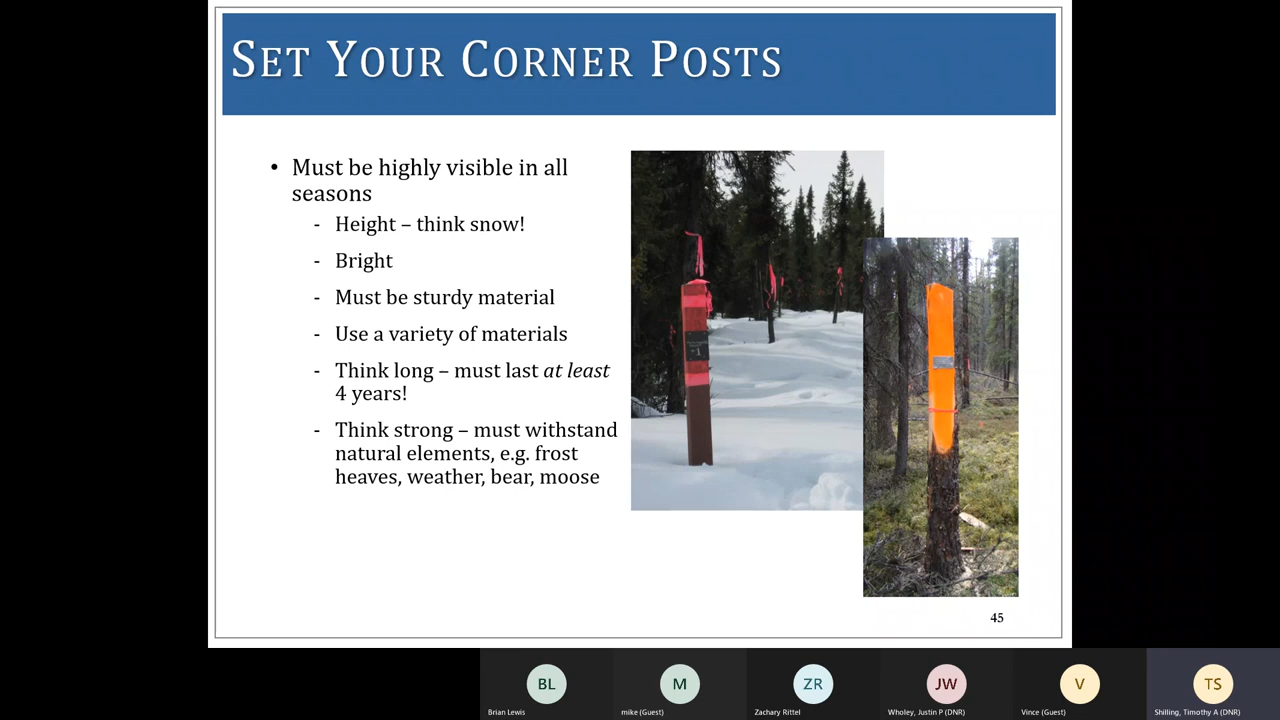 SET YOUR CORNER POSTS
• Must be highly visible in all
seasons
- Height – think snow!
- Bright
- Must be sturdy material
- Use a variety of materials
- Think long – must last at least
4 years!
- Think strong – must withstand
natural elements, e.g. frost
heaves, weather, bear, moose
1
45
BL
M
ZR
JW
V
TS
Brian Lewis
mike (Guest)
Zachary Rittel
Wholey, Justin P (DNR)
Vince (Guest)
Shilling, Timothy A (DNR)